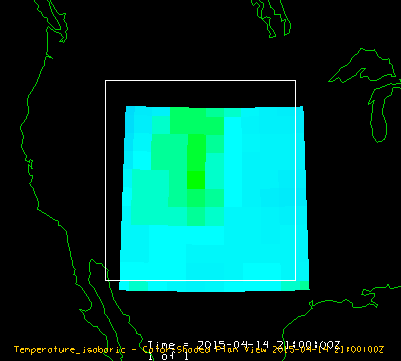 Time = 2015-04-14 21:00:00Z
Temperature_isobaric - Color-Shaded Plan View 2015-04-14 21:00:00Z
1 of 1